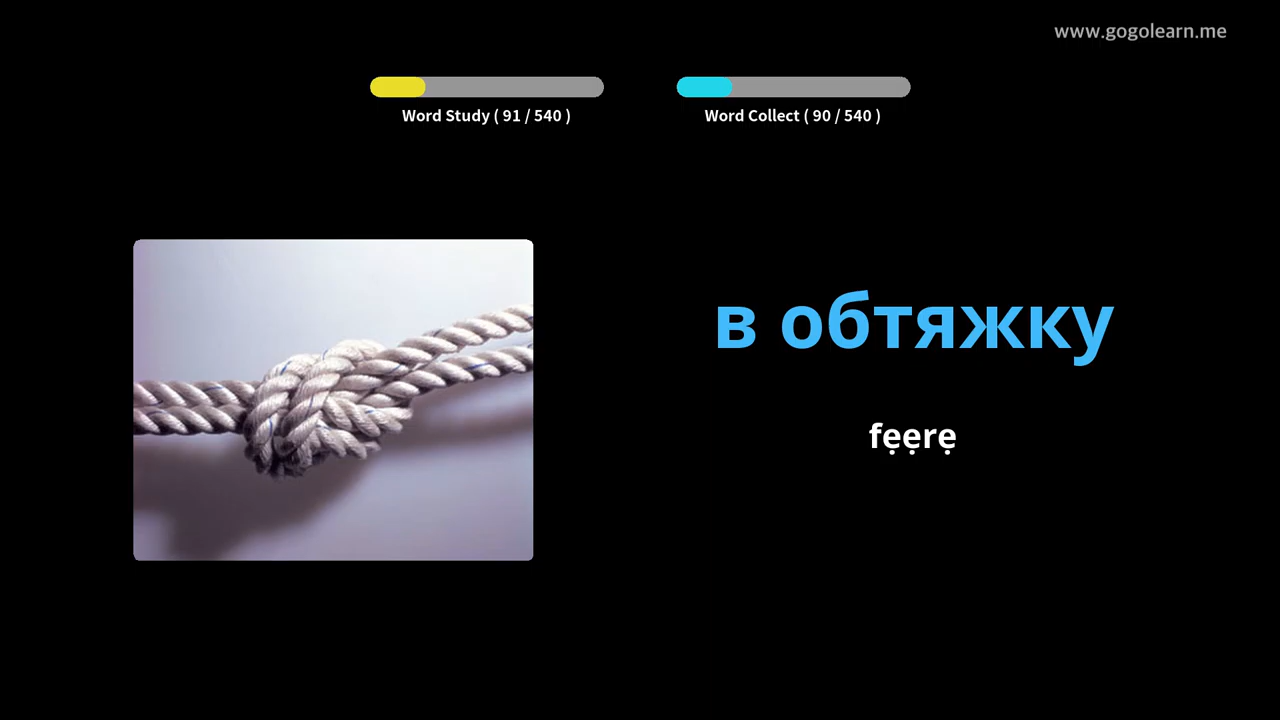 www.gogolearn.me
Word Study ( 91 / 540 )
Word Collect ( 90 / 540 )
в обтяжку
fẹẹrẹ